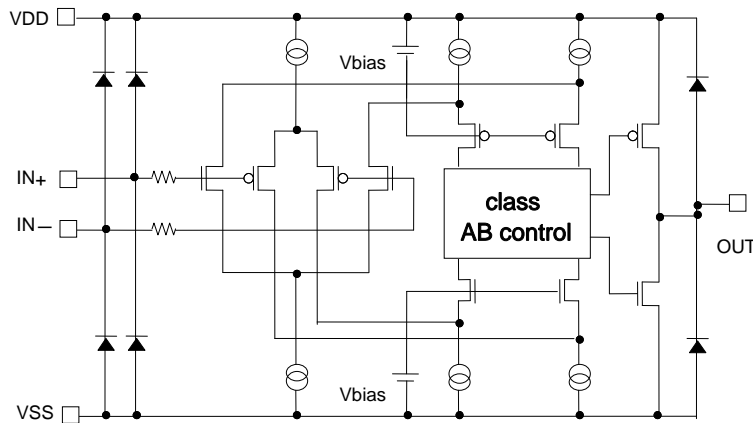 VDD
Vbias
IN+
IN−
class
AB control
OUT
Vbias
VSS